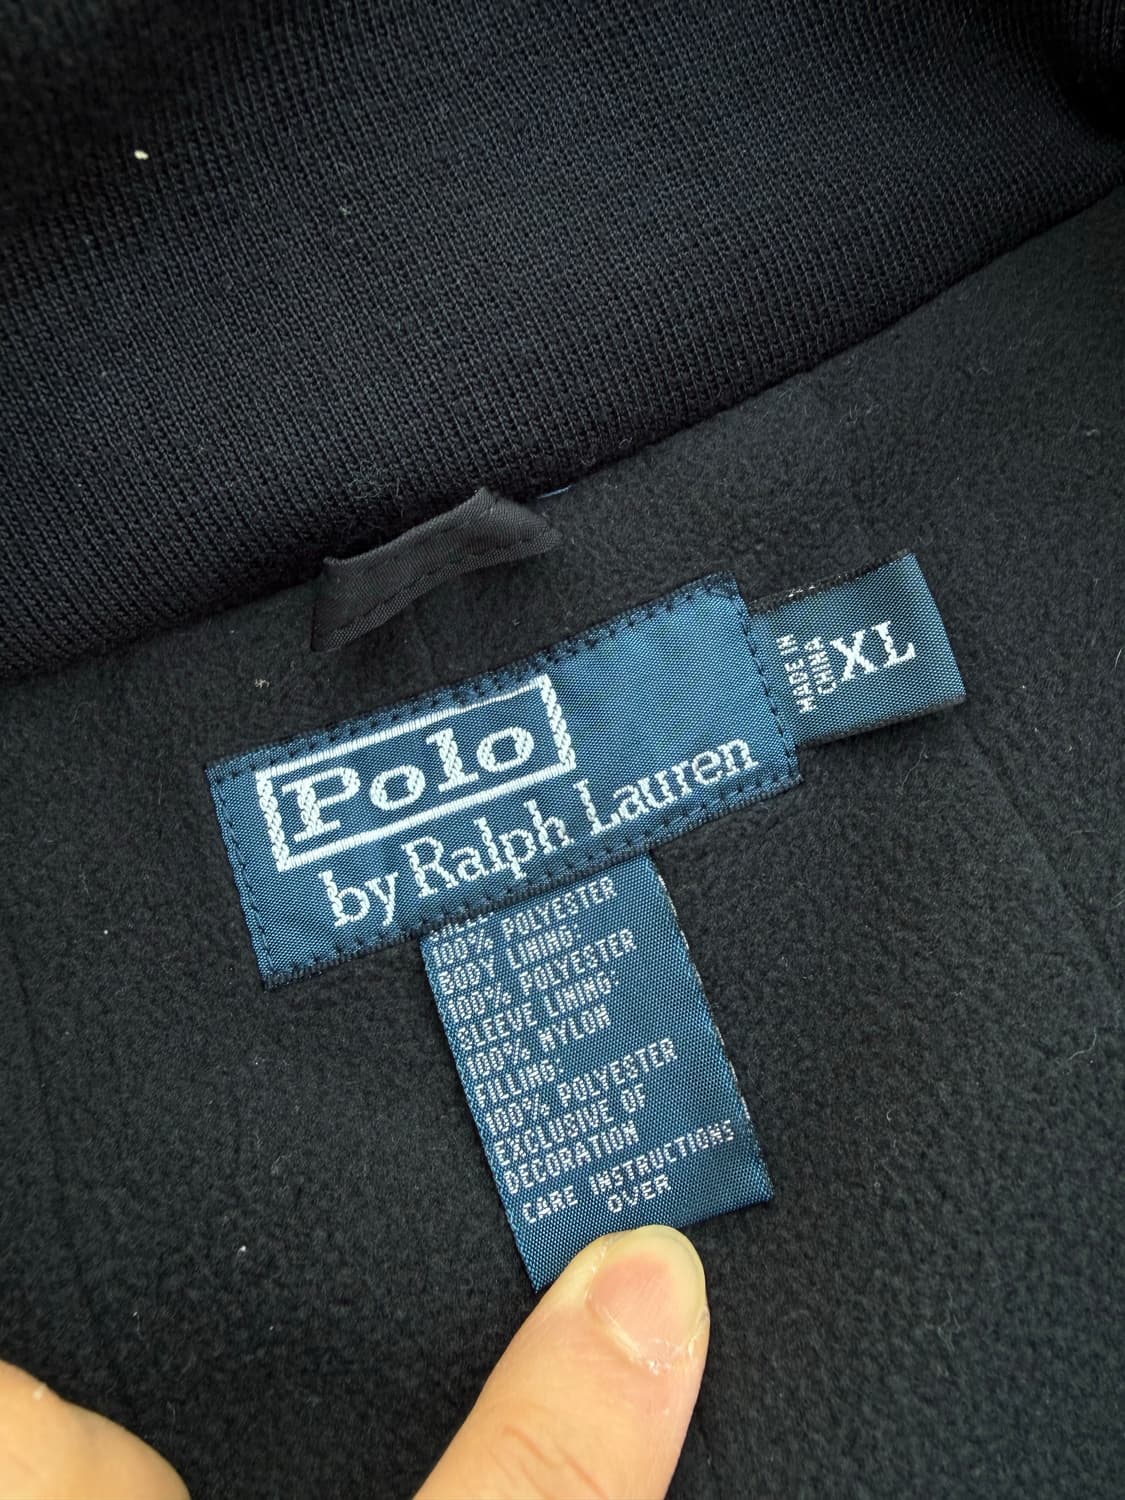 Polo
by Ralph Lauren
XL
MADE IN
CHINA
100% POLYESTER
BODY LINING:
100% POLYESTER
SLEEVE LINING:
100% NYLON
FILLING:
100% POLYESTER
EXCLUSIVE OF
DECORATION
CARE INSTRUCTIONS
OVER